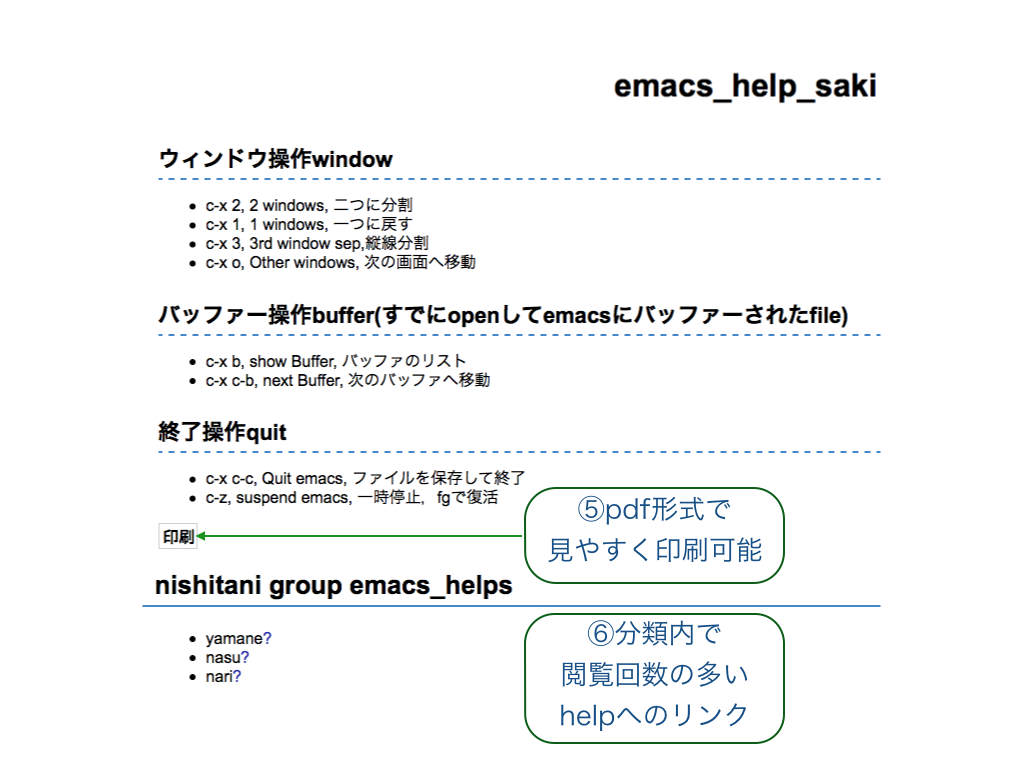 emacs_help_saki
ウィンドウ操作window
• c-x 2, 2 windows, 二つに分割
• c-x 1, 1 windows, 一つに戻す
• c-x 3, 3rd window sep,縦線分割
• c-x o, Other windows, 次の画面へ移動
バッファー操作buffer(すでにopenしてemacsにバッファーされたfile)
• c-x b, show Buffer, バッファのリスト
• c-x c-b, next Buffer, 次のバッファへ移動
終了操作quit
• c-x c-c, Quit emacs, ファイルを保存して終了
• c-z, suspend emacs, 一時停止，fgで復活
⑤pdf形式で
見やすく印刷可能
印刷
nishitani group emacs_helps
• yamane?
• nasu?
• nari?
⑥分類内で
閲覧回数の多い
helpへのリンク